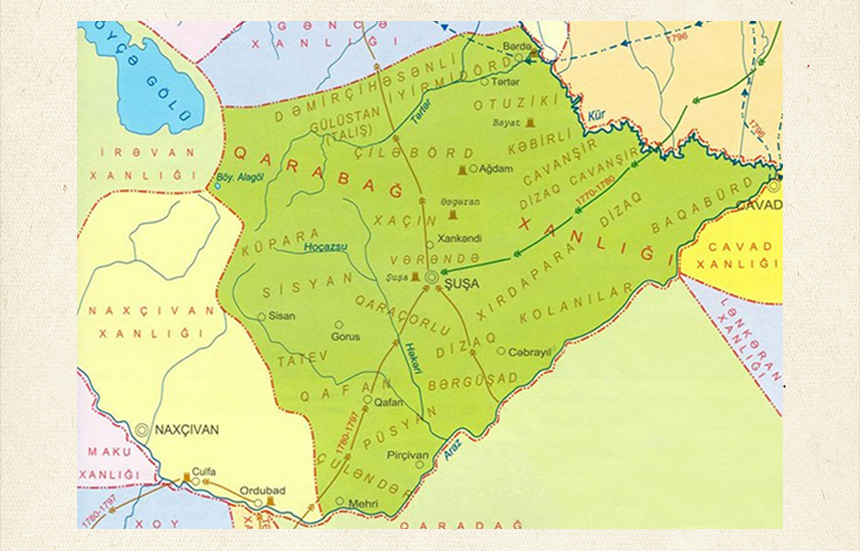 GƏNCƏ
XANLIĞI
GÖYÇƏ GÖLÜ
1796
Bərdə
DƏMİRÇİHƏSƏNLİ
İYİRMİDÖRD
Tərtər
OTUZİKİ
GÜLÜSTAN
(TALIŞ)
Tərtər
Bayat
Kür
KƏBİRLİ
1796
İRƏVAN
XANLIĞI
QARABAĞ
XANLIĞI
ÇİLƏBÖRD
CAVANŞİR
Ağdam
DİZAQ CAVANŞİR
Böy. Alagöl
1770-1780
DİZAQ
BAQABÜRD
CAVAD
Əsgəran
XAÇIN
KÜPARA
Hoçazsu
Xankəndi
VƏRƏNDƏ
XIRDAPARA
CAVAD
XANLIĞI
Şuşa
ŞUŞA
SİSYAN
QARAÇORLU
KOLANILAR
LƏNKƏRAN
XANLIĞI
NAXÇIVAN
XANLIĞI
Sisan
Gorus
Həkəri
DİZAQ
Cəbrayıl
TATEV
BƏRGÜŞAD
QAFAN
Qafan
1780-1797
PÜSYAN
NAXÇIVAN
MAKU
XANLIĞI
ÇULƏNDƏR
Pirçivan
Araz
Culfa
Ordubad
Mehri
1780-1797
XOY
QARADAĞ